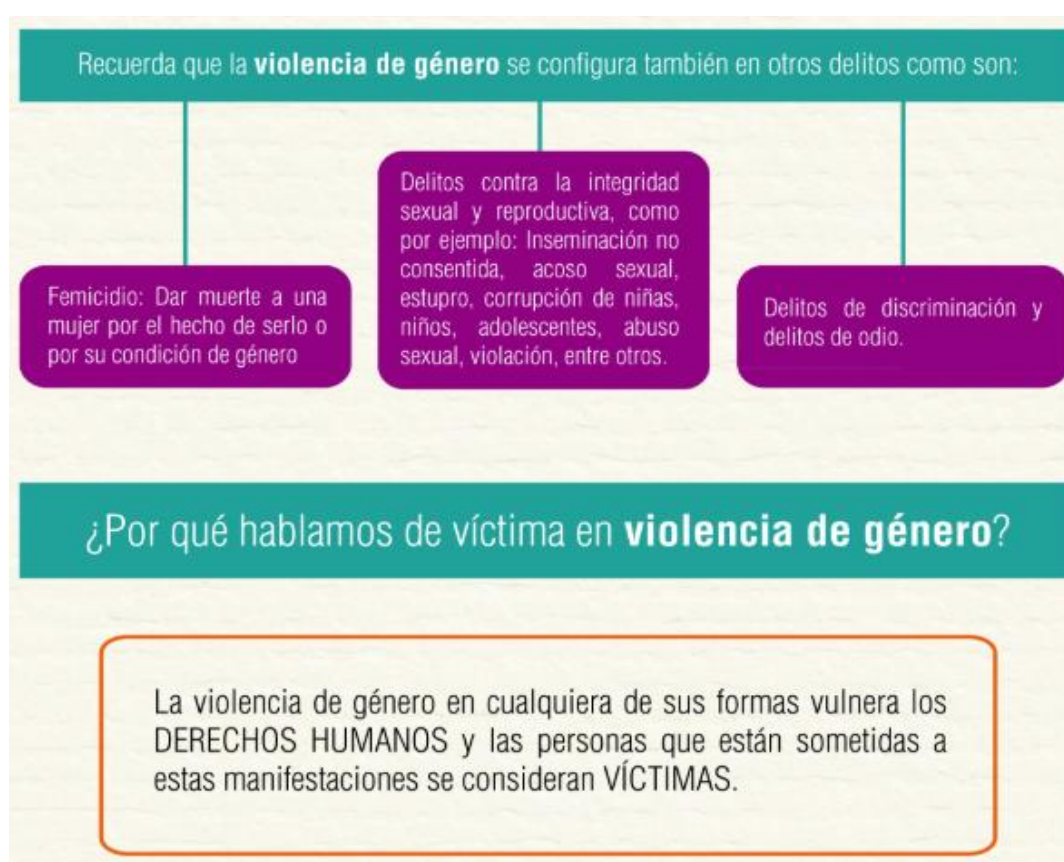 Recuerda que la violencia de género se configura también en otros delitos como son:
Femicidio: Dar muerte a una
mujer por el hecho de serlo o
por su condición de género
Delitos contra la integridad
sexual y reproductiva, como
por ejemplo: Inseminación no
consentida, acoso sexual,
estupro, corrupción de niñas,
niños, adolescentes, abuso
sexual, violación, entre otros.
Delitos de discriminación y
delitos de odio.
¿Por qué hablamos de víctima en violencia de género?
La violencia de género en cualquiera de sus formas vulnera los
DERECHOS HUMANOS y las personas que están sometidas a
estas manifestaciones se consideran VÍCTIMAS.